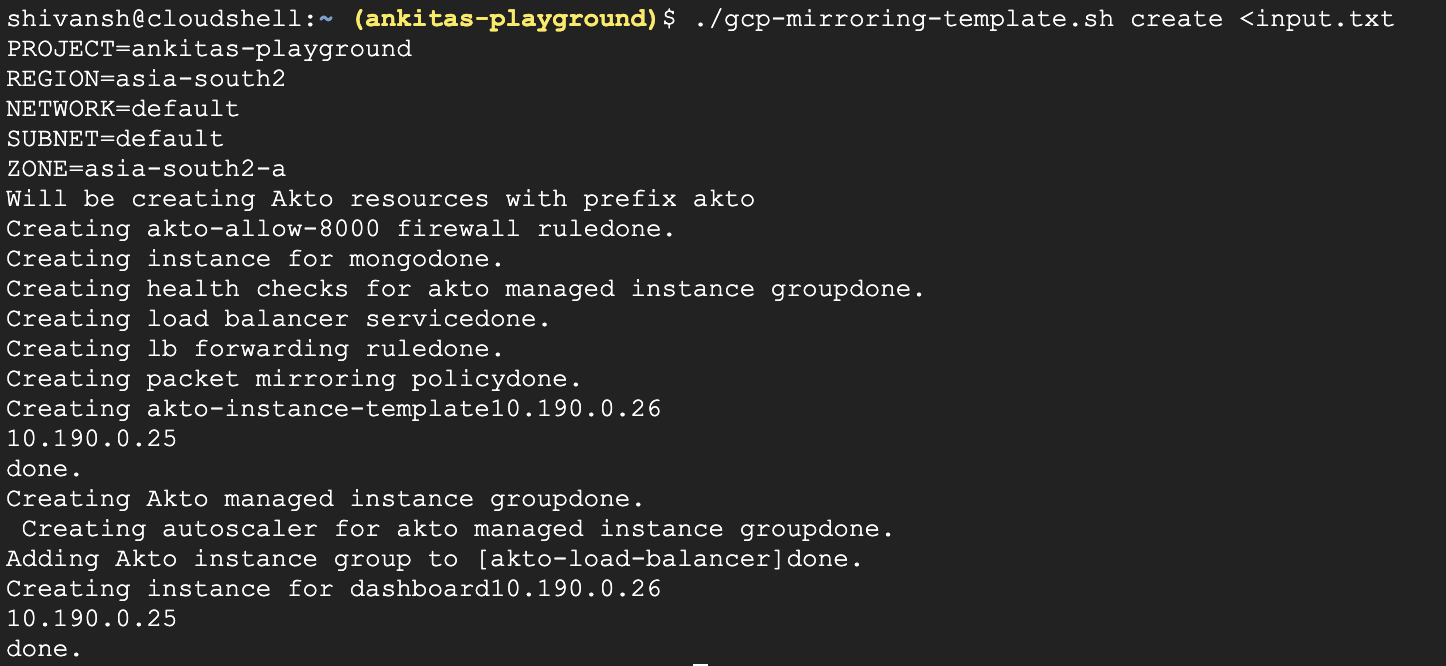 shivansh@cloudshell:~ (ankitas-playground)$ ./gcp-mirroring-template.sh create <input.txt
PROJECT=ankitas-playground
REGION=asia-south2
NETWORK=default
SUBNET=default
ZONE=asia-south2-a
Will be creating Akto resources with prefix akto
Creating akto-allow-8000 firewall ruledone.
Creating instance for mongodone.
Creating health checks for akto managed instance groupdone.
Creating load balancer servicedone.
Creating lb forwarding ruledone.
Creating packet mirroring policydone.
Creating akto-instance-template10.190.0.26
10.190.0.25
done.
Creating Akto managed instance groupdone.
 Creating autoscaler for akto managed instance groupdone.
Adding Akto instance group to [akto-load-balancer]done.
Creating instance for dashboard10.190.0.26
10.190.0.25
done.